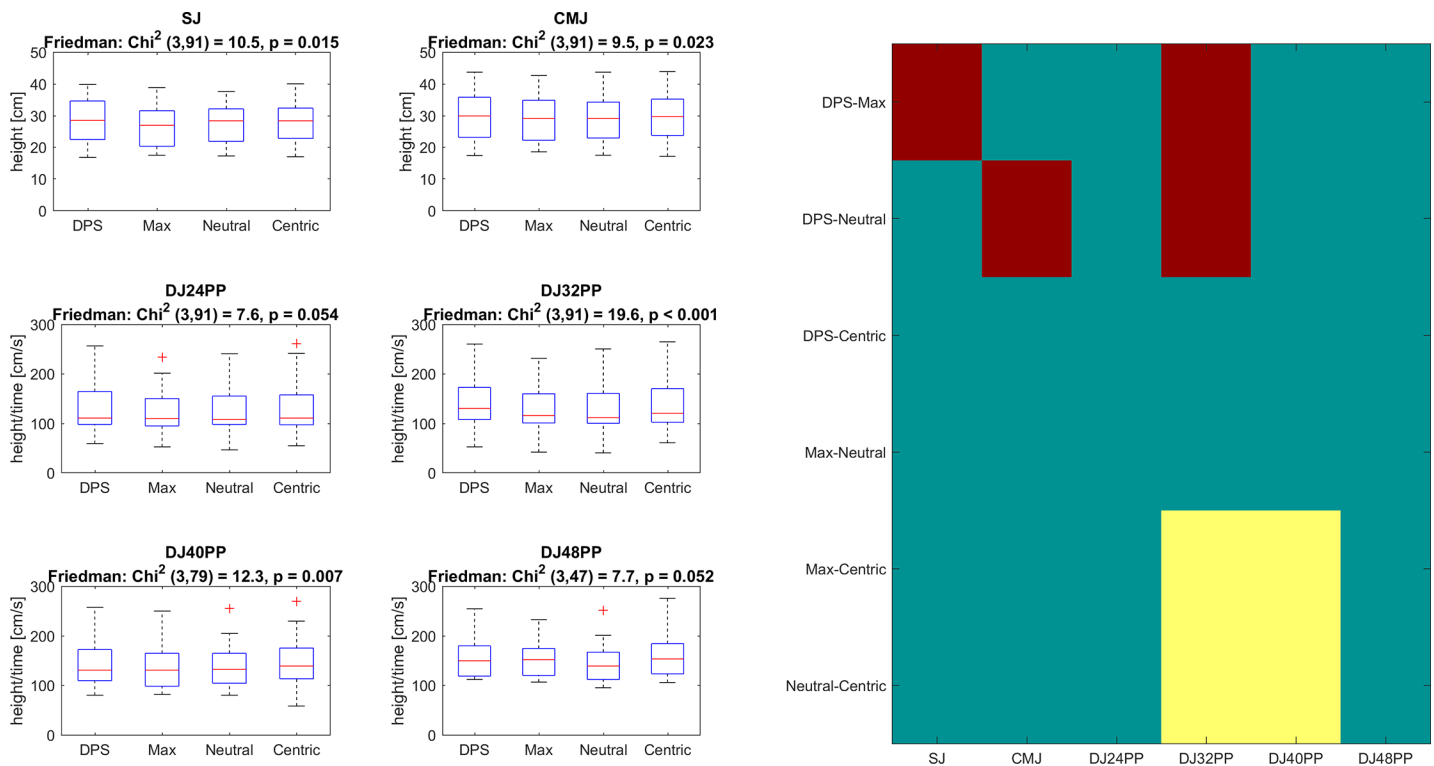 SJ
Friedman: Chi2 (3,91) = 10.5, p = 0.015
height [cm]
50
40
30
20
10
0
DPS Max Neutral Centric
CMJ
Friedman: Chi2 (3,91) = 9.5, p = 0.023
height [cm]
50
40
30
20
10
0
DPS Max Neutral Centric
DJ24PP
Friedman: Chi2 (3,91) = 7.6, p = 0.054
height/time [cm/s]
300
200
100
0
DPS Max Neutral Centric
DJ32PP
Friedman: Chi2 (3,91) = 19.6, p < 0.001
height/time [cm/s]
300
200
100
0
DPS Max Neutral Centric
DJ40PP
Friedman: Chi2 (3,79) = 12.3, p = 0.007
height/time [cm/s]
300
200
100
0
DPS Max Neutral Centric
DJ48PP
Friedman: Chi2 (3,47) = 7.7, p = 0.052
height/time [cm/s]
300
200
100
0
DPS Max Neutral Centric
DPS-Max
DPS-Neutral
DPS-Centric
Max-Neutral
Max-Centric
Neutral-Centric
SJ CMJ DJ24PP DJ32PP DJ40PP DJ48PP